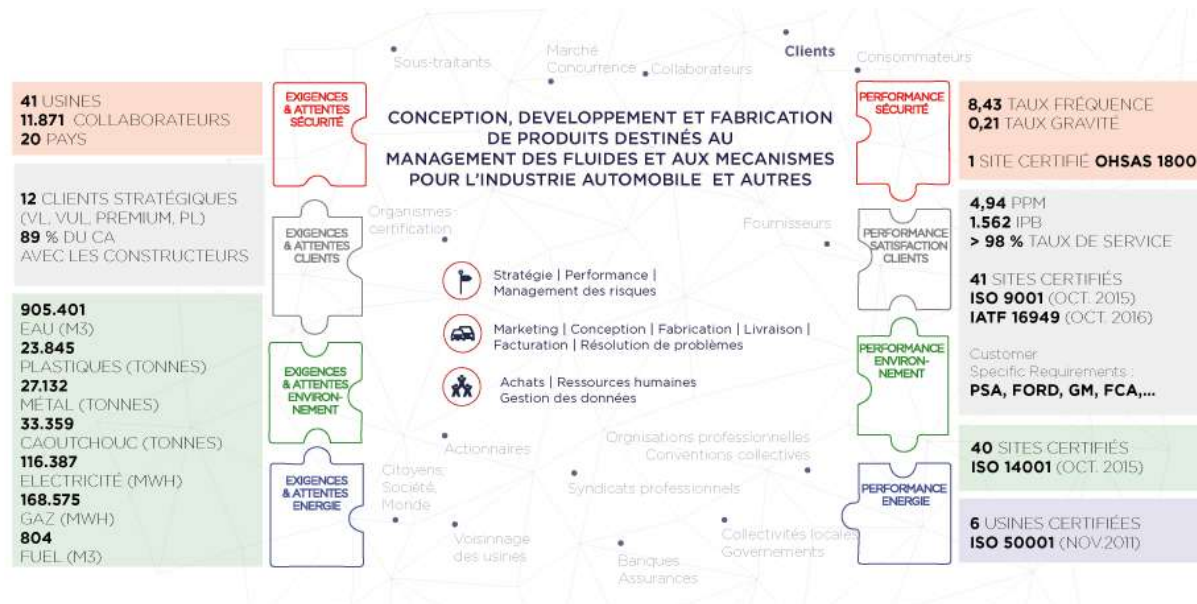 Sous-traitants
Marché
Concurrence
Collaborateurs
Clients
Consommateurs
41 USINES
11.871 COLLABORATEURS
20 PAYS
12 CLIENTS STRATÉGIQUES
(VL, VUL, PREMIUM, PL)
89 % DU CA
AVEC LES CONSTRUCTEURS
905.401
EAU (M3)
23.845
PLASTIQUES (TONNES)
27.132
MÉTAL (TONNES)
33.359
CAOUTCHOUC (TONNES)
116.387
ELECTRICITÉ (MWH)
168.575
GAZ (MWH)
804
FUEL (M3)
EXIGENCES
& ATTENTES
SÉCURITÉ
EXIGENCES
& ATTENTES
CLIENTS
EXIGENCES
& ATTENTES
ENVIRON-
NEMENT
EXIGENCES
& ATTENTES
ENERGIE
CONCEPTION, DEVELOPPEMENT ET FABRICATION
DE PRODUITS DESTINÉS AU
MANAGEMENT DES FLUIDES ET AUX MECANISMES
POUR L'INDUSTRIE AUTOMOBILE ET AUTRES
Organismes
certification
Fournisseurs
Stratégie | Performance |
Management des risques
Marketing | Conception | Fabrication | Livraison |
Facturation | Résolution de problèmes
Achats | Ressources humaines
Gestion des données
Actionnaires
Orgnisations professionnelles
Conventions collectives
Citoyens,
Société,
Monde
Syndicats professionnels
Voisinnage
des usines
Collectivités locales
Governements
Banques
Assurances
PERFORMANCE
SÉCURITÉ
PERFORMANCE
SATISFACTION
CLIENTS
PERFORMANCE
ENVIRON-
NEMENT
PERFORMANCE
ENERGIE
8,43 TAUX FRÉQUENCE
0,21 TAUX GRAVITÉ
1 SITE CERTIFIÉ OHSAS 1800
4,94 PPM
1.562 IPB
> 98 % TAUX DE SERVICE
41 SITES CERTIFIÉS
ISO 9001 (OCT. 2015)
IATF 16949 (OCT. 2016)
Customer
Specific Requirements :
PSA, FORD, GM, FCA,...
40 SITES CERTIFIÉS
ISO 14001 (OCT. 2015)
6 USINES CERTIFIÉES
ISO 50001 (NOV.2011)